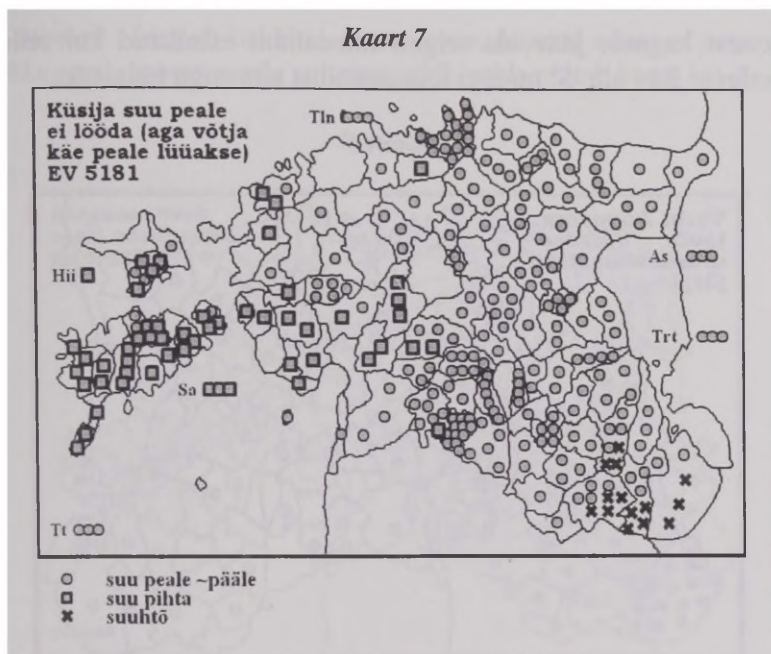 Kaart 7
Küsija suu peale
ei lööda (aga võtja
käe peale lüüakse)
EV 5181
Tln
Hii
As
Trt
Sa
Tt
suu peale ~pääle
suu pihta
suuhtõ